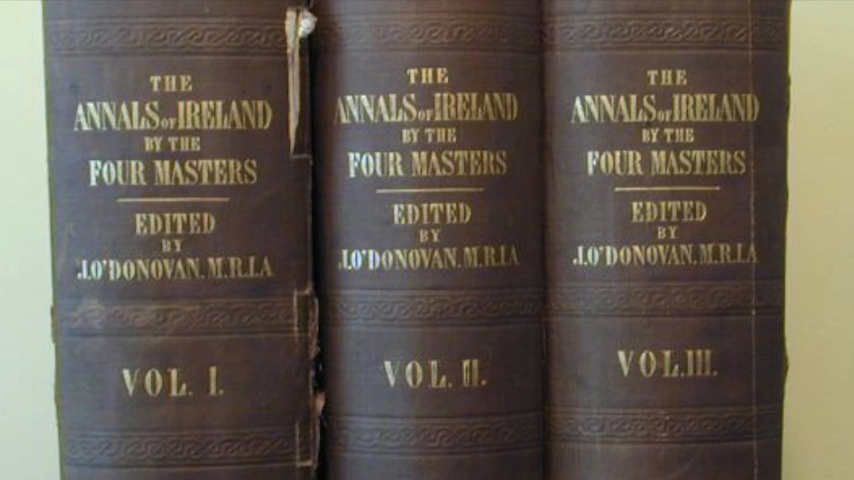 THE
ANNALS OF IRELAND
BY THE
FOUR MASTERS
EDITED
BY
J.O'DONOVAN.M.R.I.A
VOL. I.
THE
ANNALS OF IRELAND
BY THE
FOUR MASTERS
EDITED
BY
J.O'DONOVAN.M.R.I.A
VOL. II.
THE
ANNALS OF IRELAND
BY THE
FOUR MASTERS
EDITED
BY
J.O'DONOVAN.M.R.I.A
VOL. III.